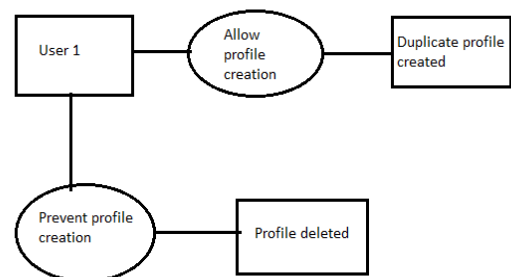 User 1
Allow
profile
creation
Duplicate profile
created
Prevent profile
creation
Profile deleted